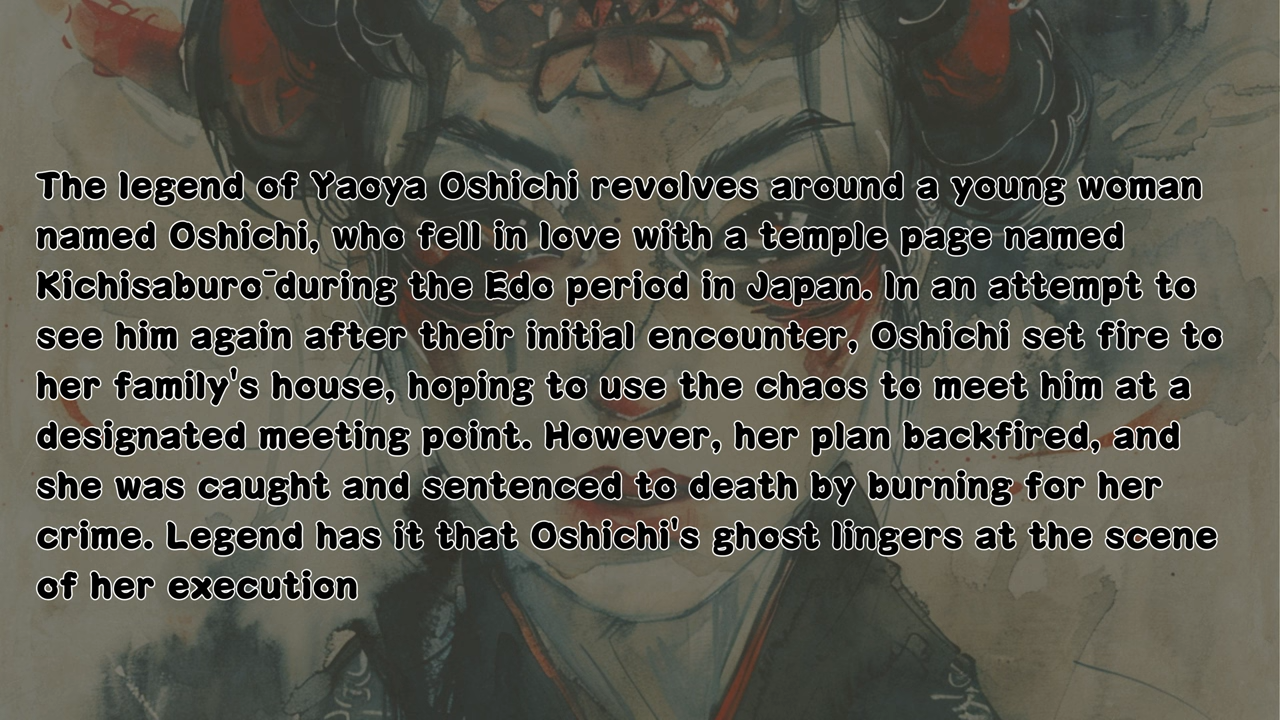 The legend of Yaoya Oshichi revolves around a young woman
named Oshichi, who fell in love with a temple page named
Kichisaburō during the Edo period in Japan. In an attempt to
see him again after their initial encounter, Oshichi set fire to
her family's house, hoping to use the chaos to meet him at a
designated meeting point. However, her plan backfired, and
she was caught and sentenced to death by burning for her
crime. Legend has it that Oshichi's ghost lingers at the scene
of her execution